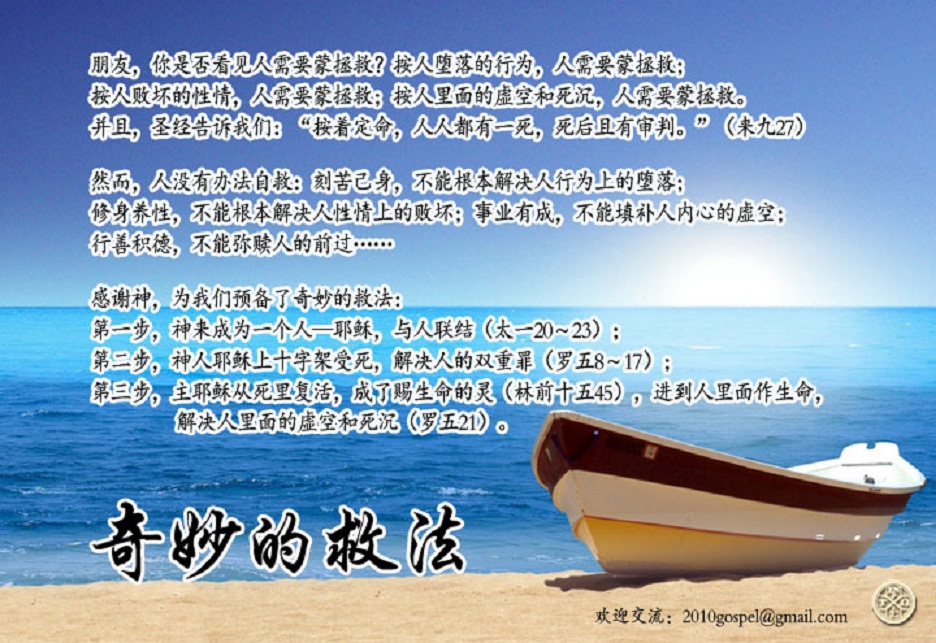 朋友，你是否看见人需要蒙拯救？按人堕落的行为，人需要蒙拯救；
按人败坏的性情，人需要蒙拯救；按人里面的虚空和死沉，人需要蒙拯救。
并且，圣经告诉我们：“按着定命，人人都有一死，死后且有审判。”（来九27）
然而，人没有办法自救：刻苦己身，不能根本解决人行为上的堕落；
修身养性，不能根本解决人性情上的败坏；事业有成，不能填补人内心的虚空；
行善积德，不能弥赎人的前过……
感谢神，为我们预备了奇妙的救法：
第一步，神来成为一个人—耶稣，与人联结（太一20～23）；
第二步，神人耶稣上十字架受死，解决人的双重罪（罗五8～17）；
第三步，主耶稣从死里复活，成了赐生命的灵（林前十五45），进到人里面作生命，
解决人里面的虚空和死沉（罗五21）。
奇妙的救法
欢迎交流：2010gospel@gmail.com